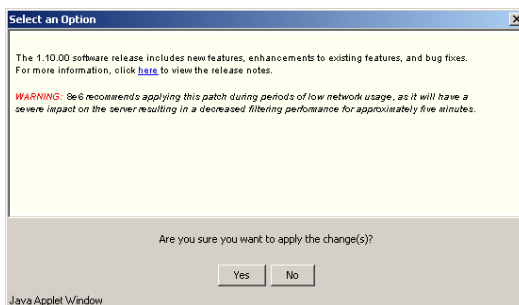 Select an Option
The 1.10.00 software release includes new features, enhancements to existing features, and bug fixes.
For more information, click here to view the release notes.
WARNING: 8e6 recommends applying this patch during periods of low network usage, as it will have a
severe impact on the server resulting in a decreased filtering performance for approximately five minutes.
Are you sure you want to apply the change(s)?
Yes No
Java Applet Window